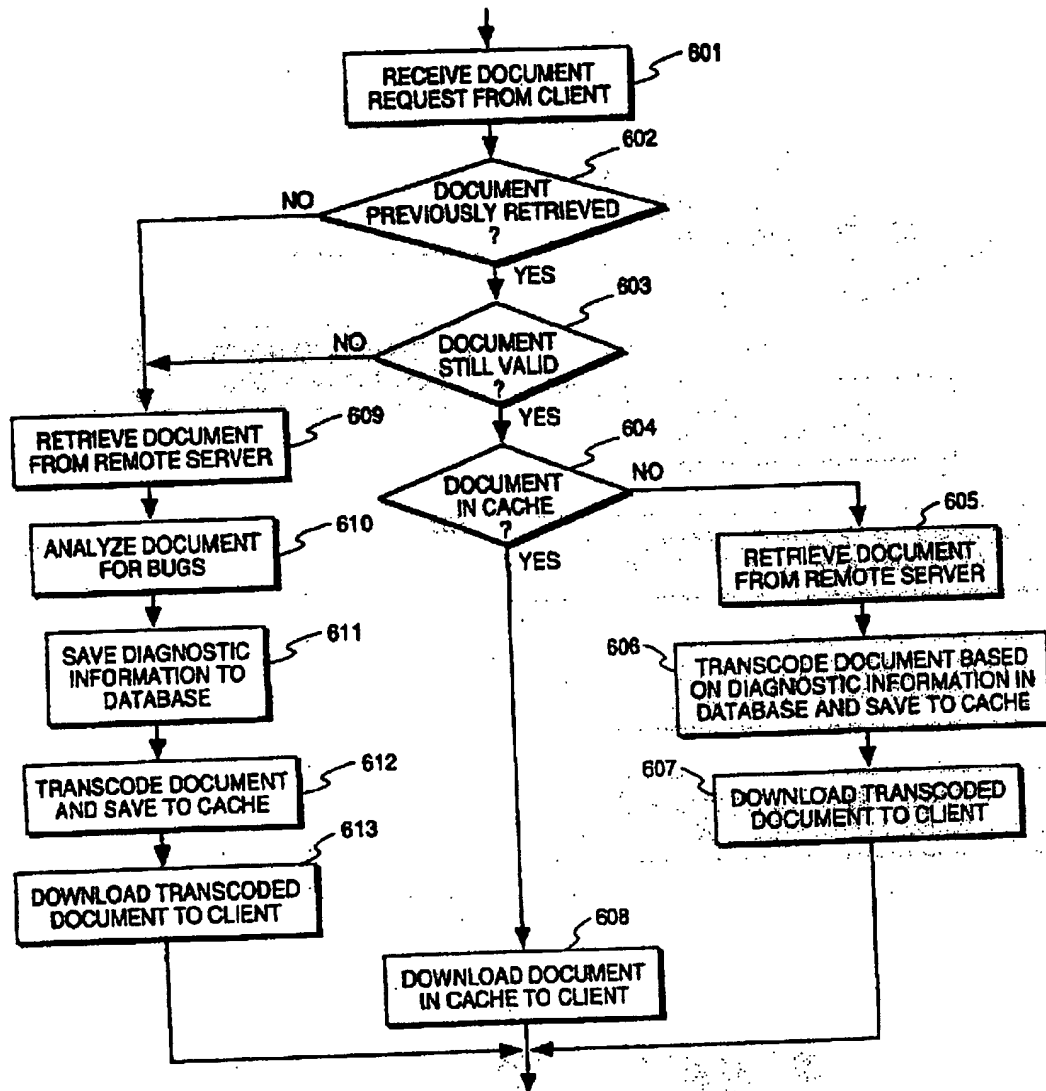 RECEIVE DOCUMENT
REQUEST FROM CLIENT
601
602
DOCUMENT
PREVIOUSLY RETRIEVED
?
NO
YES
603
DOCUMENT
STILL VALID
?
NO
YES
604
DOCUMENT
IN CACHE
?
NO
YES
605
RETRIEVE DOCUMENT
FROM REMOTE SERVER
606
TRANSCODE DOCUMENT BASED
ON DIAGNOSTIC INFORMATION IN
DATABASE AND SAVE TO CACHE
607
DOWNLOAD TRANSCODED
DOCUMENT TO CLIENT
609
RETRIEVE DOCUMENT
FROM REMOTE SERVER
610
ANALYZE DOCUMENT
FOR BUGS
611
SAVE DIAGNOSTIC
INFORMATION TO
DATABASE
612
TRANSCODE DOCUMENT
AND SAVE TO CACHE
613
DOWNLOAD TRANSCODED
DOCUMENT TO CLIENT
608
DOWNLOAD DOCUMENT
IN CACHE TO CLIENT